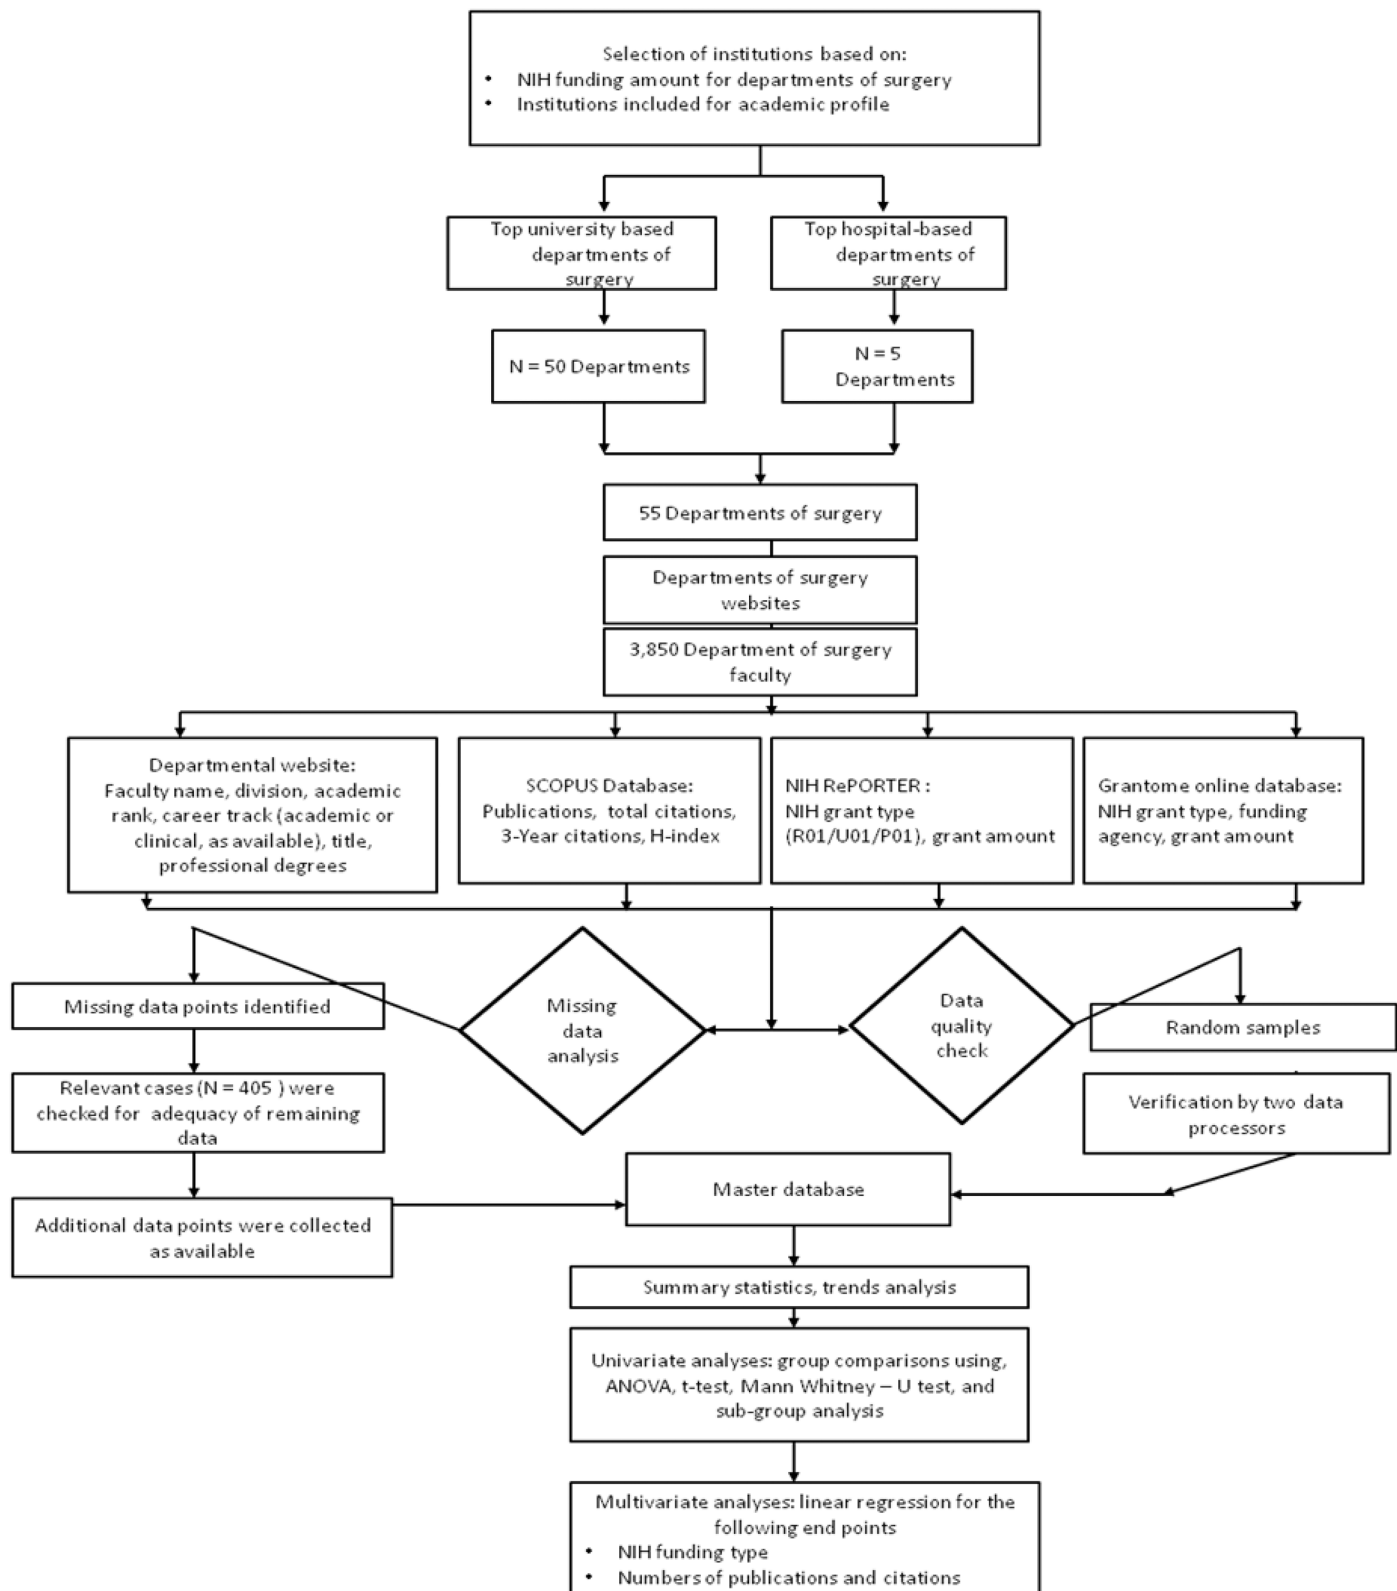 Selection of institutions based on:
• NIH funding amount for departments of surgery
• Institutions included for academic profile
Top university based
departments of
surgery
Top hospital-based
departments of
surgery
N = 50 Departments
N = 5
Departments
55 Departments of surgery
Departments of surgery
websites
3,850 Department of surgery
faculty
Departmental website:
Faculty name, division, academic
rank, career track (academic or
clinical, as available), title,
professional degrees
SCOPUS Database:
Publications, total citations,
3-Year citations, H-index
NIH RePORTER :
NIH grant type
(R01/U01/P01), grant amount
Grantome online database:
NIH grant type, funding
agency, grant amount
Missing data points identified
Missing
data
analysis
Data
quality
check
Random samples
Relevant cases (N = 405 ) were
checked for adequacy of remaining
data
Verification by two data
processors
Additional data points were collected
as available
Master database
Summary statistics, trends analysis
Univariate analyses: group comparisons using,
ANOVA, t-test, Mann Whitney – U test, and
sub-group analysis
Multivariate analyses: linear regression for the
following end points
• NIH funding type
• Numbers of publications and citations